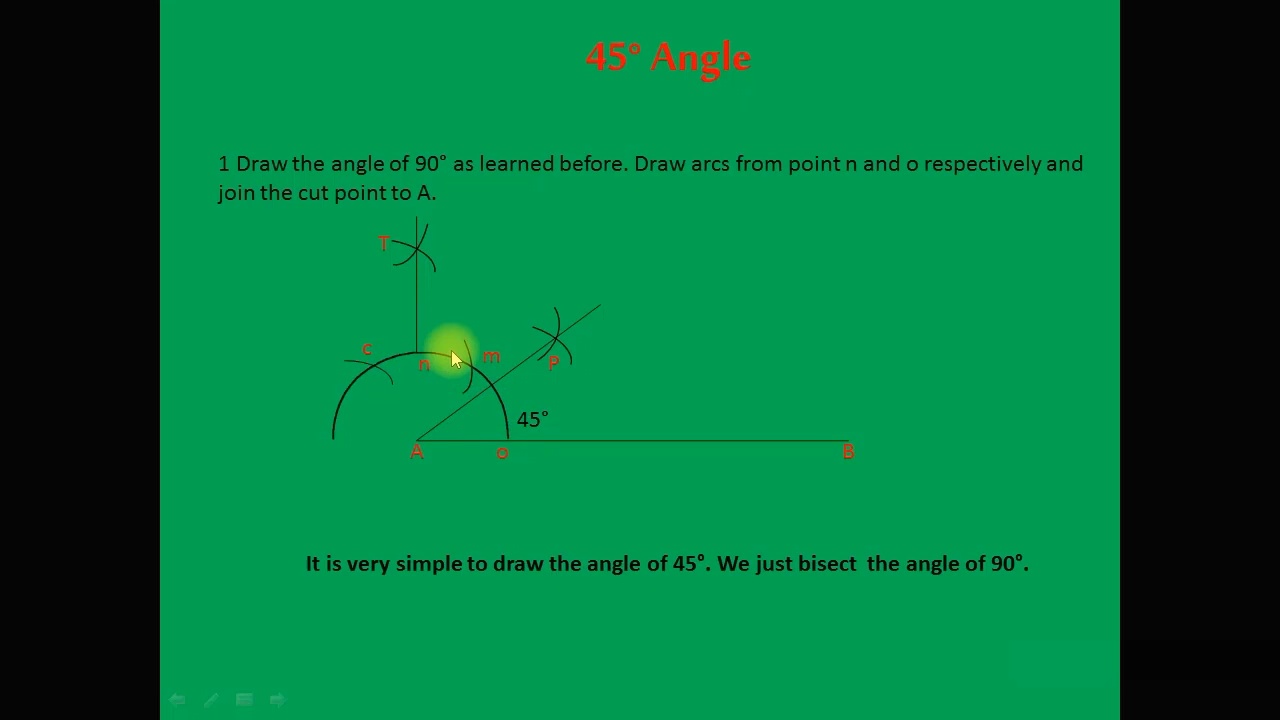 45° Angle
1 Draw the angle of 90° as learned before. Draw arcs from point n and o respectively and
join the cut point to A.
T
c
n
m
P
45°
A
o
B
It is very simple to draw the angle of 45°. We just bisect the angle of 90°.